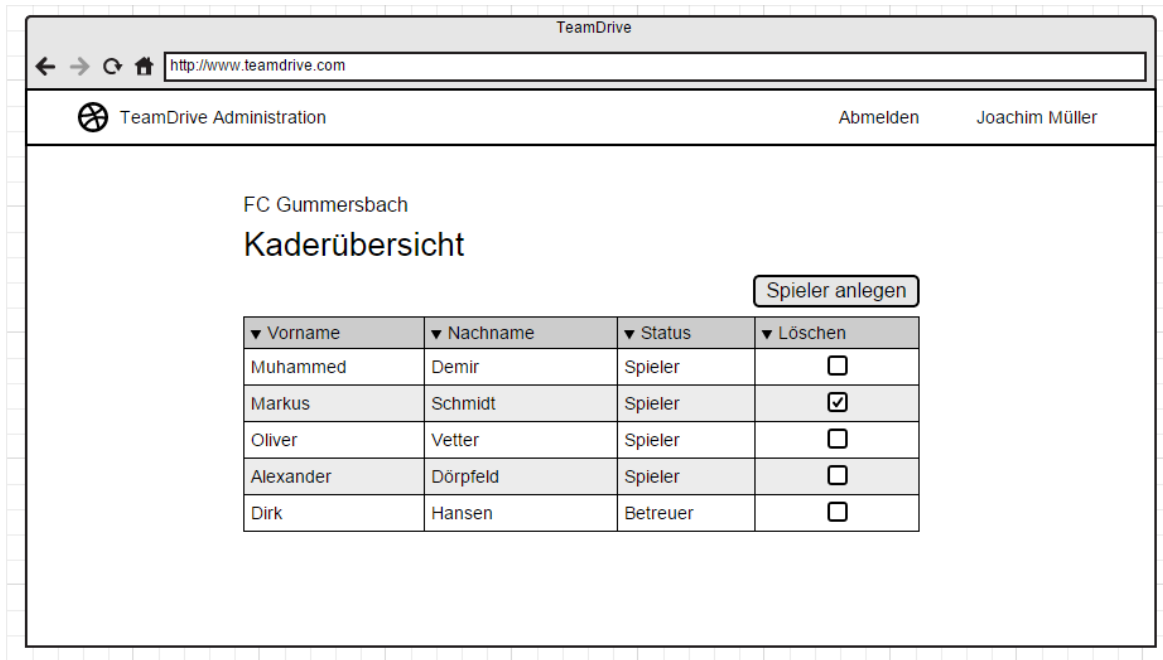 TeamDrive
http://www.teamdrive.com
TeamDrive Administration Abmelden Joachim Müller
FC Gummersbach
Kaderübersicht
Spieler anlegen
Vorname Nachname Status Löschen
Muhammed Demir Spieler
Markus Schmidt Spieler
Oliver Vetter Spieler
Alexander Dörpfeld Spieler
Dirk Hansen Betreuer